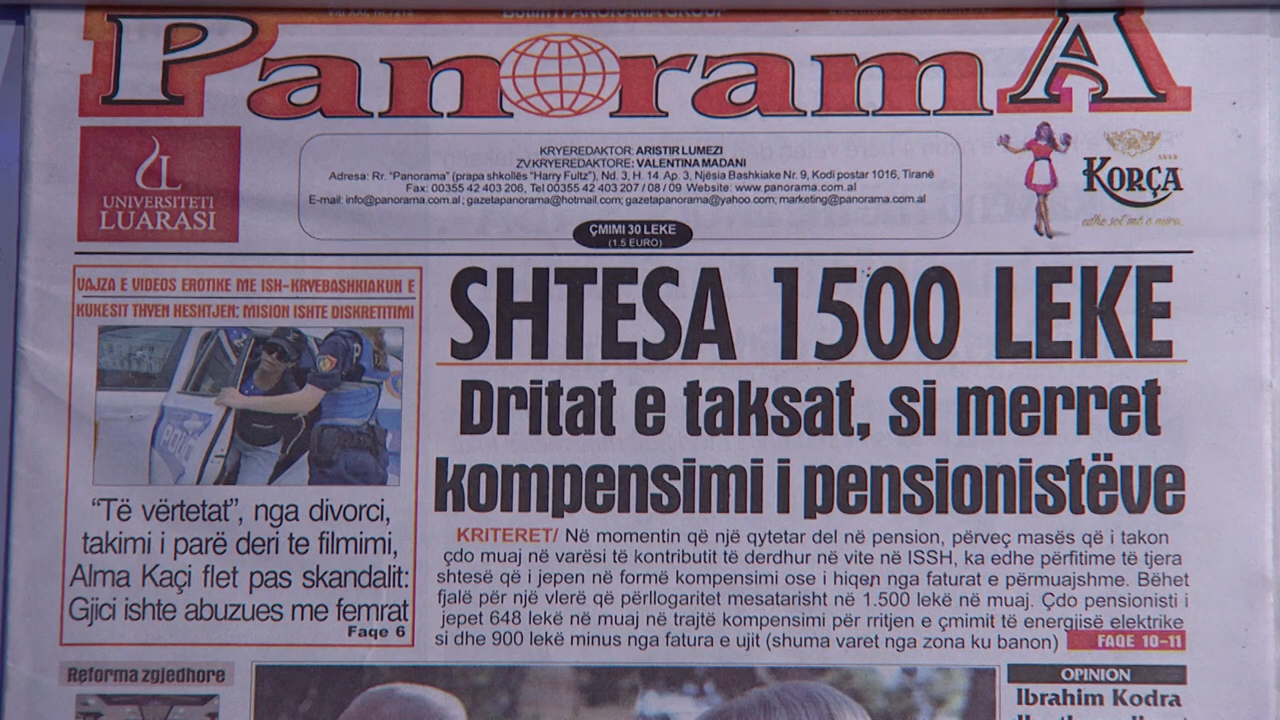 PanoramA
UNIVERSITETI
LUARASI
KRYEREDAKTOR: ARISTIR LUMEZI
ZV.KRYEREDAKTORE: VALENTINA MADANI
Adresa: Rr. "Panorama" (prapa shkollës "Harry Fultz"), Nd. 3, H. 14. Ap. 3, Njësia Bashkiake Nr. 9, Kodi postar 1016, Tiranë
Fax: 00355 42 403 206, Tel 00355 42 403 207 / 08 / 09 Website: www.panorama.com.al
E-mail: info@panorama.com.al; gazetapanorama@hotmail.com; gazetapanorama@yahoo.com; marketing@panorama.com.al
ÇMIMI 30 LEKE
(1.5 EURO)
KORÇA
VAJZA E VIDEOS EROTIKE ME ISH-KRYEBASHKIAKUN E
KUKESIT THYEN HESHTJEN: MISION ISHTE DISKRETITIMI
"Të vërtetat", nga divorci,
takimi i parë deri te filmimi,
Alma Kaçi flet pas skandalit:
Gjici ishte abuzues me femrat
Faqe 6
SHTESA 1500 LEKE
Dritat e taksat, si merret
kompensimi i pensionistëve
KRITERET/ Në momentin që një qytetar del në pension, përveç masës që i takon
çdo muaj në varësi të kontributit të derdhur në vite në ISSH, ka edhe përfitime të tjera
shtesë që i jepen në formë kompensimi ose i hiqen nga faturat e përmuajshme. Bëhet
fjalë për një vlerë që përllogaritet mesatarisht në 1.500 lekë në muaj. Çdo pensionisti i
jepet 648 lekë në muaj në trajtë kompensimi për rritjen e çmimit të energjisë elektrike
si dhe 900 lekë minus nga fatura e ujit (shuma varet nga zona ku banon)
FAQE 10-11
Reforma zgjedhore
OPINION
Ibrahim Kodra